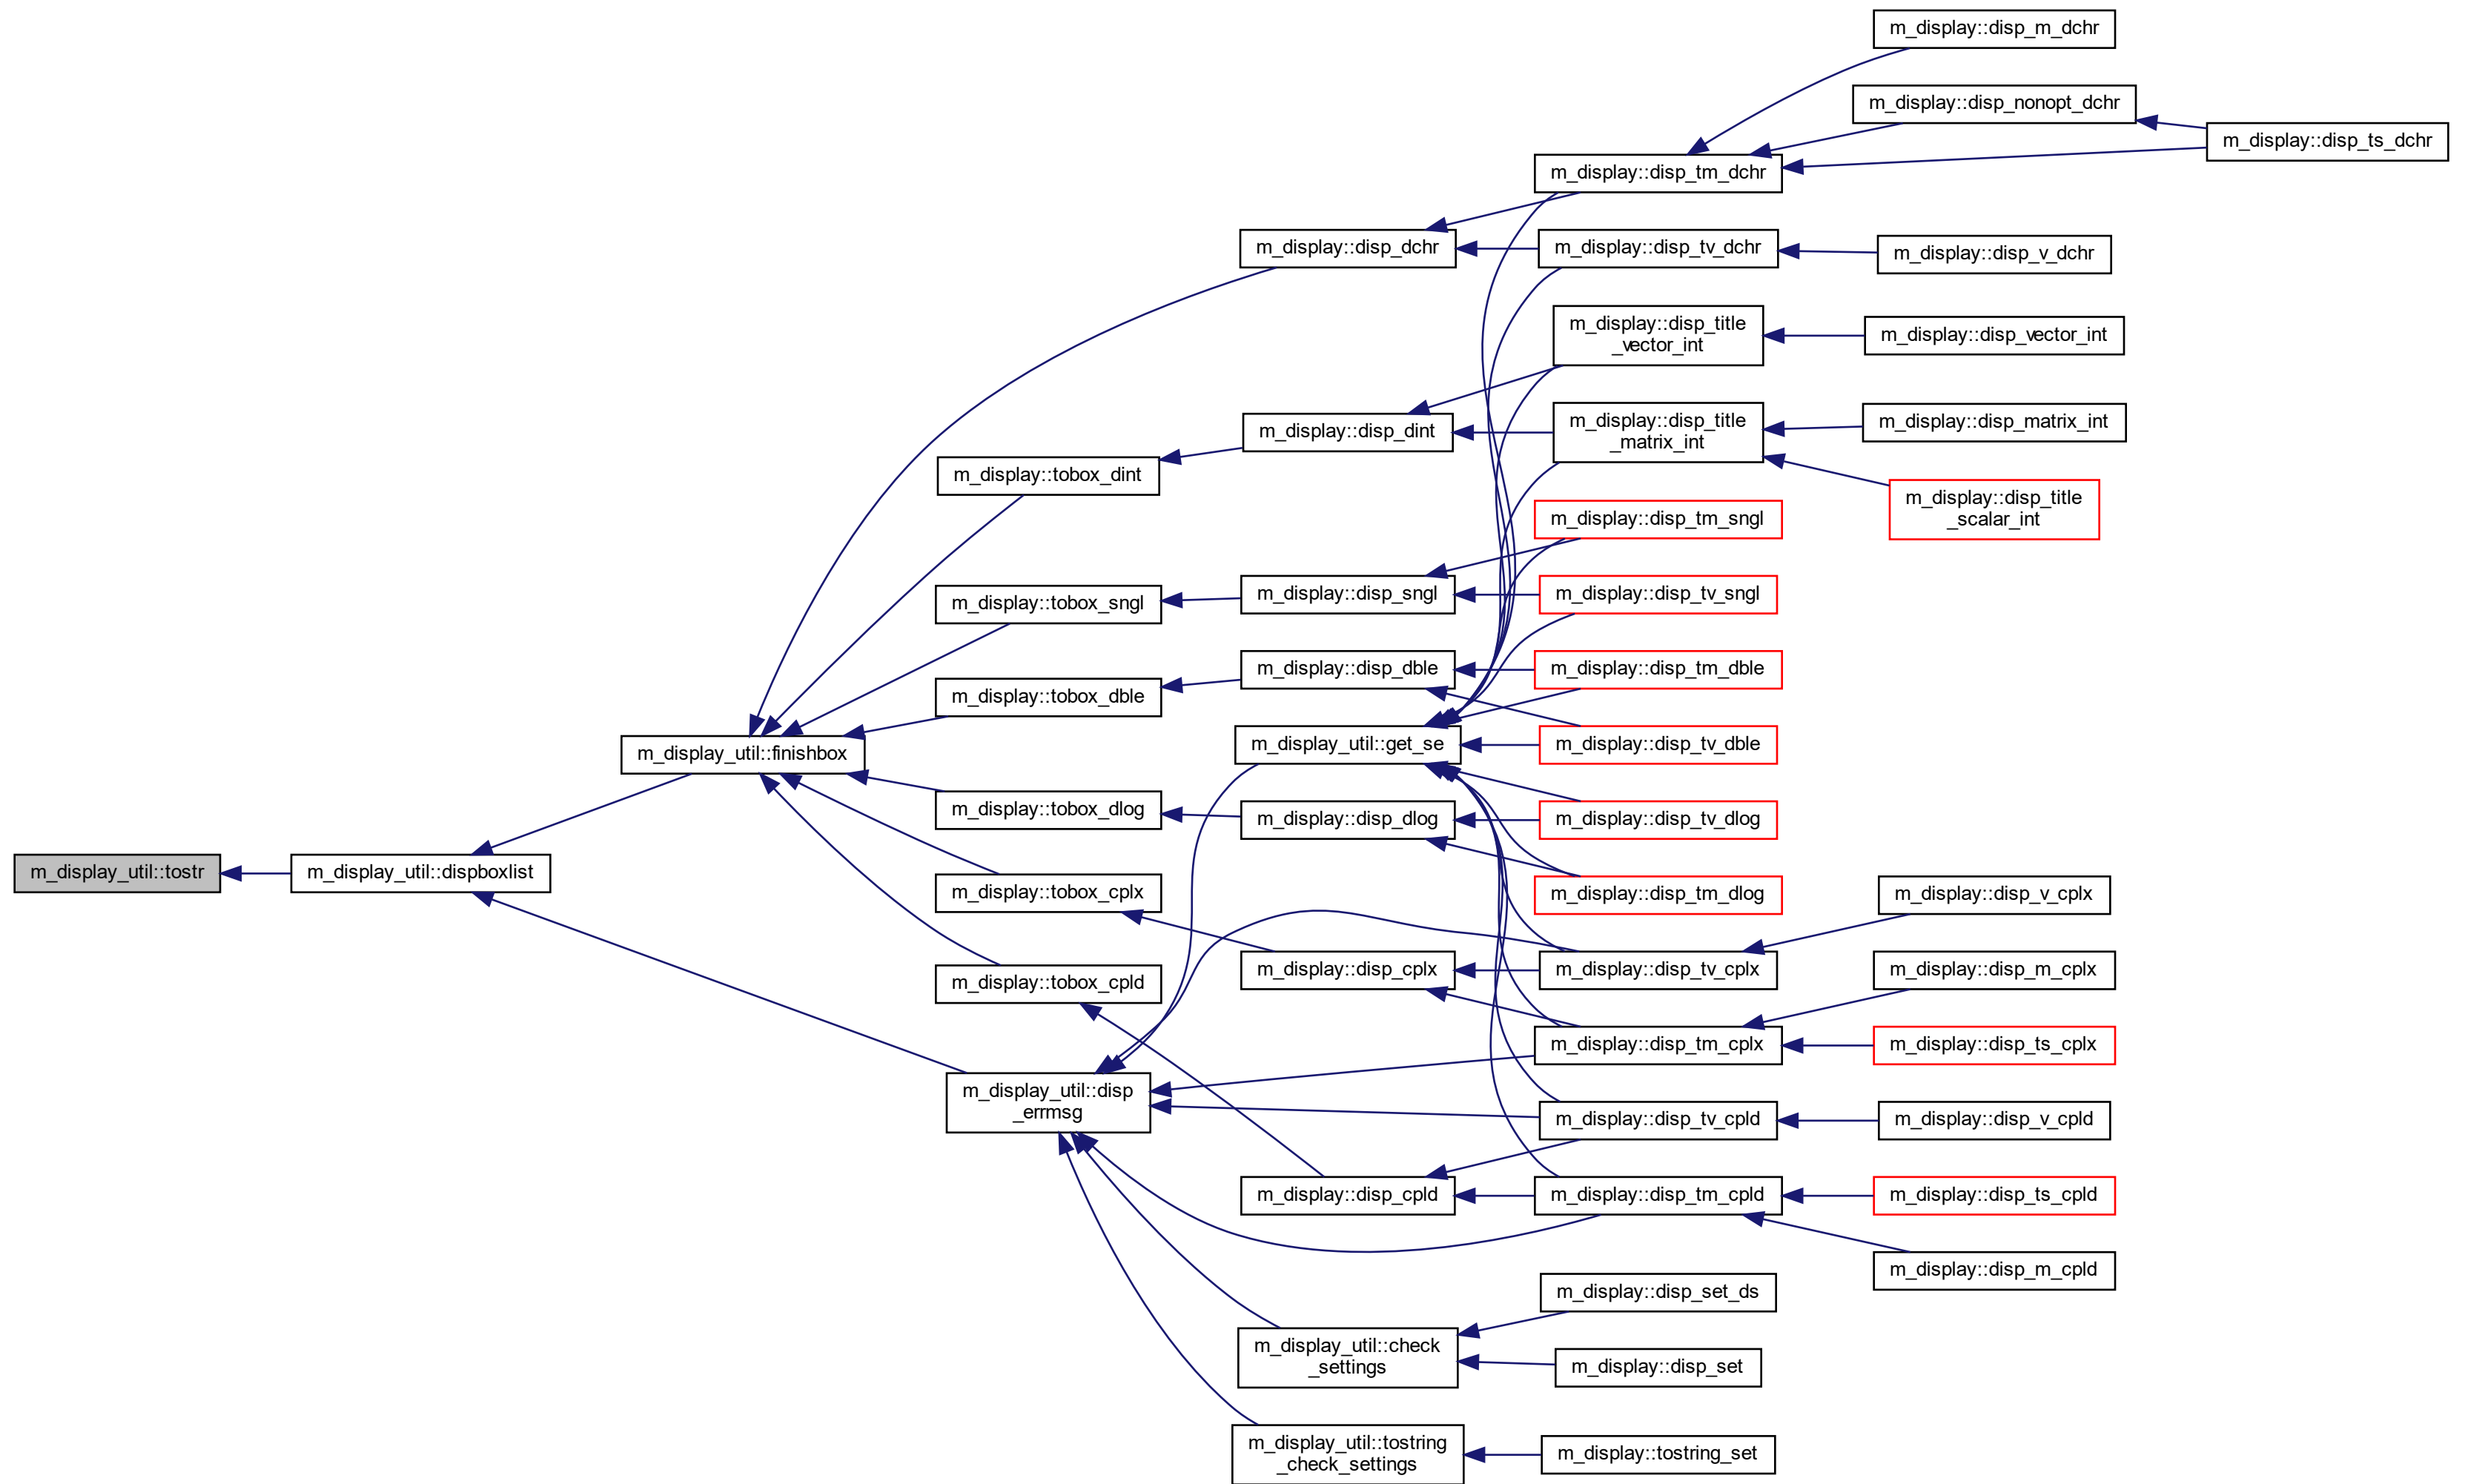 m_display::disp_m_dchr
m_display::disp_nonopt_dchr
m_display::disp_ts_dchr
m_display::disp_tm_dchr
m_display::disp_dchr
m_display::disp_tv_dchr
m_display::disp_v_dchr
m_display::disp_title
_vector_int
m_display::disp_vector_int
m_display::disp_dint
m_display::disp_title
_matrix_int
m_display::disp_matrix_int
m_display::tobox_dint
m_display::disp_title
_scalar_int
m_display::disp_tm_sngl
m_display::tobox_sngl
m_display::disp_sngl
m_display::disp_tv_sngl
m_display::disp_dble
m_display::disp_tm_dble
m_display::tobox_dble
m_display_util::finishbox
m_display_util::get_se
m_display::disp_tv_dble
m_display::tobox_dlog
m_display::disp_dlog
m_display::disp_tv_dlog
m_display_util::tostr
m_display_util::dispboxlist
m_display::tobox_cplx
m_display::disp_tm_dlog
m_display::disp_v_cplx
m_display::tobox_cpld
m_display::disp_cplx
m_display::disp_tv_cplx
m_display::disp_m_cplx
m_display::disp_tm_cplx
m_display::disp_ts_cplx
m_display_util::disp
_errmsg
m_display::disp_tv_cpld
m_display::disp_v_cpld
m_display::disp_cpld
m_display::disp_tm_cpld
m_display::disp_ts_cpld
m_display::disp_m_cpld
m_display::disp_set_ds
m_display_util::check
_settings
m_display::disp_set
m_display_util::tostring
_check_settings
m_display::tostring_set